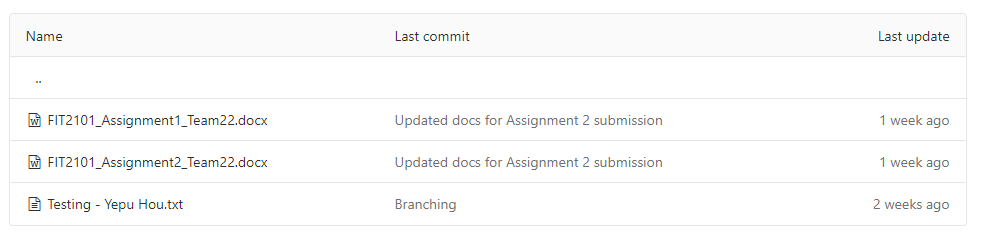 Name Last commit Last update
..
FIT2101_Assignment1_Team22.docx Updated docs for Assignment 2 submission 1 week ago
FIT2101_Assignment2_Team22.docx Updated docs for Assignment 2 submission 1 week ago
Testing - Yepu Hou.txt Branching 2 weeks ago